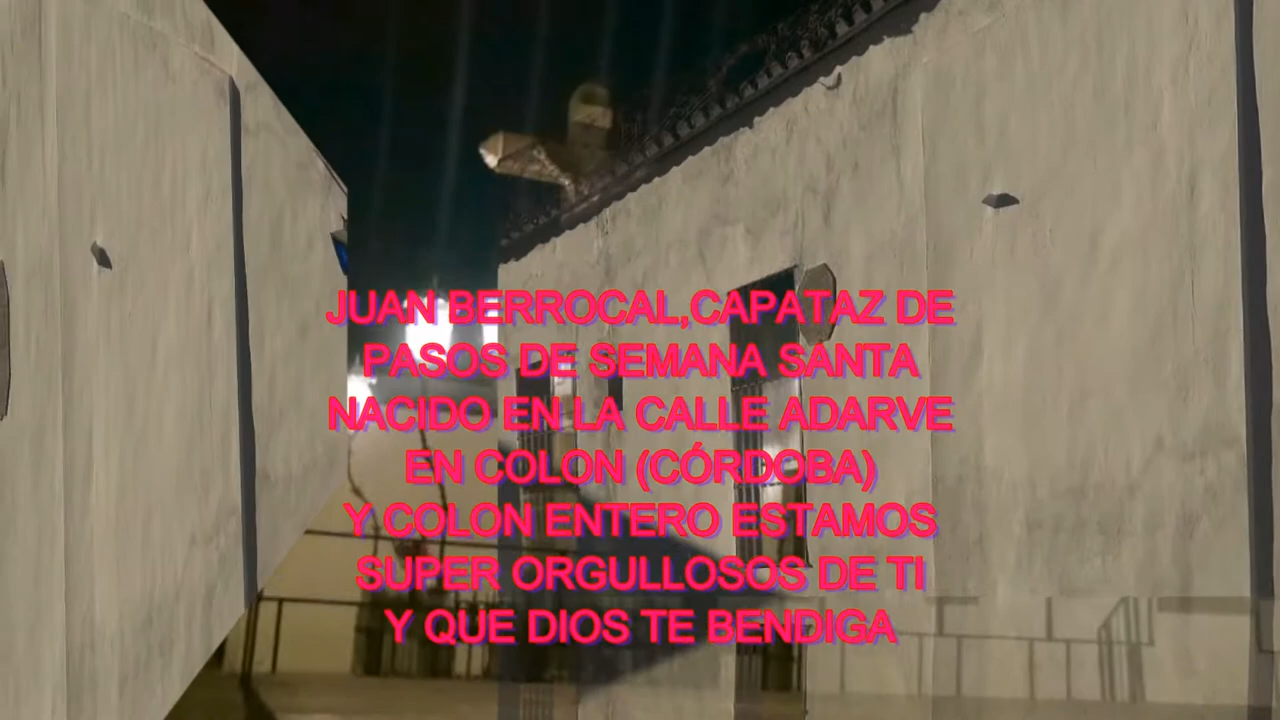 JUAN BERROCAL,CAPATAZ DE
PASOS DE SEMANA SANTA
NACIDO EN LA CALLE ADARVE
EN COLON (CÓRDOBA)
Y COLON ENTERO ESTAMOS
SUPER ORGULLOSOS DE TI
Y QUE DIOS TE BENDIGA